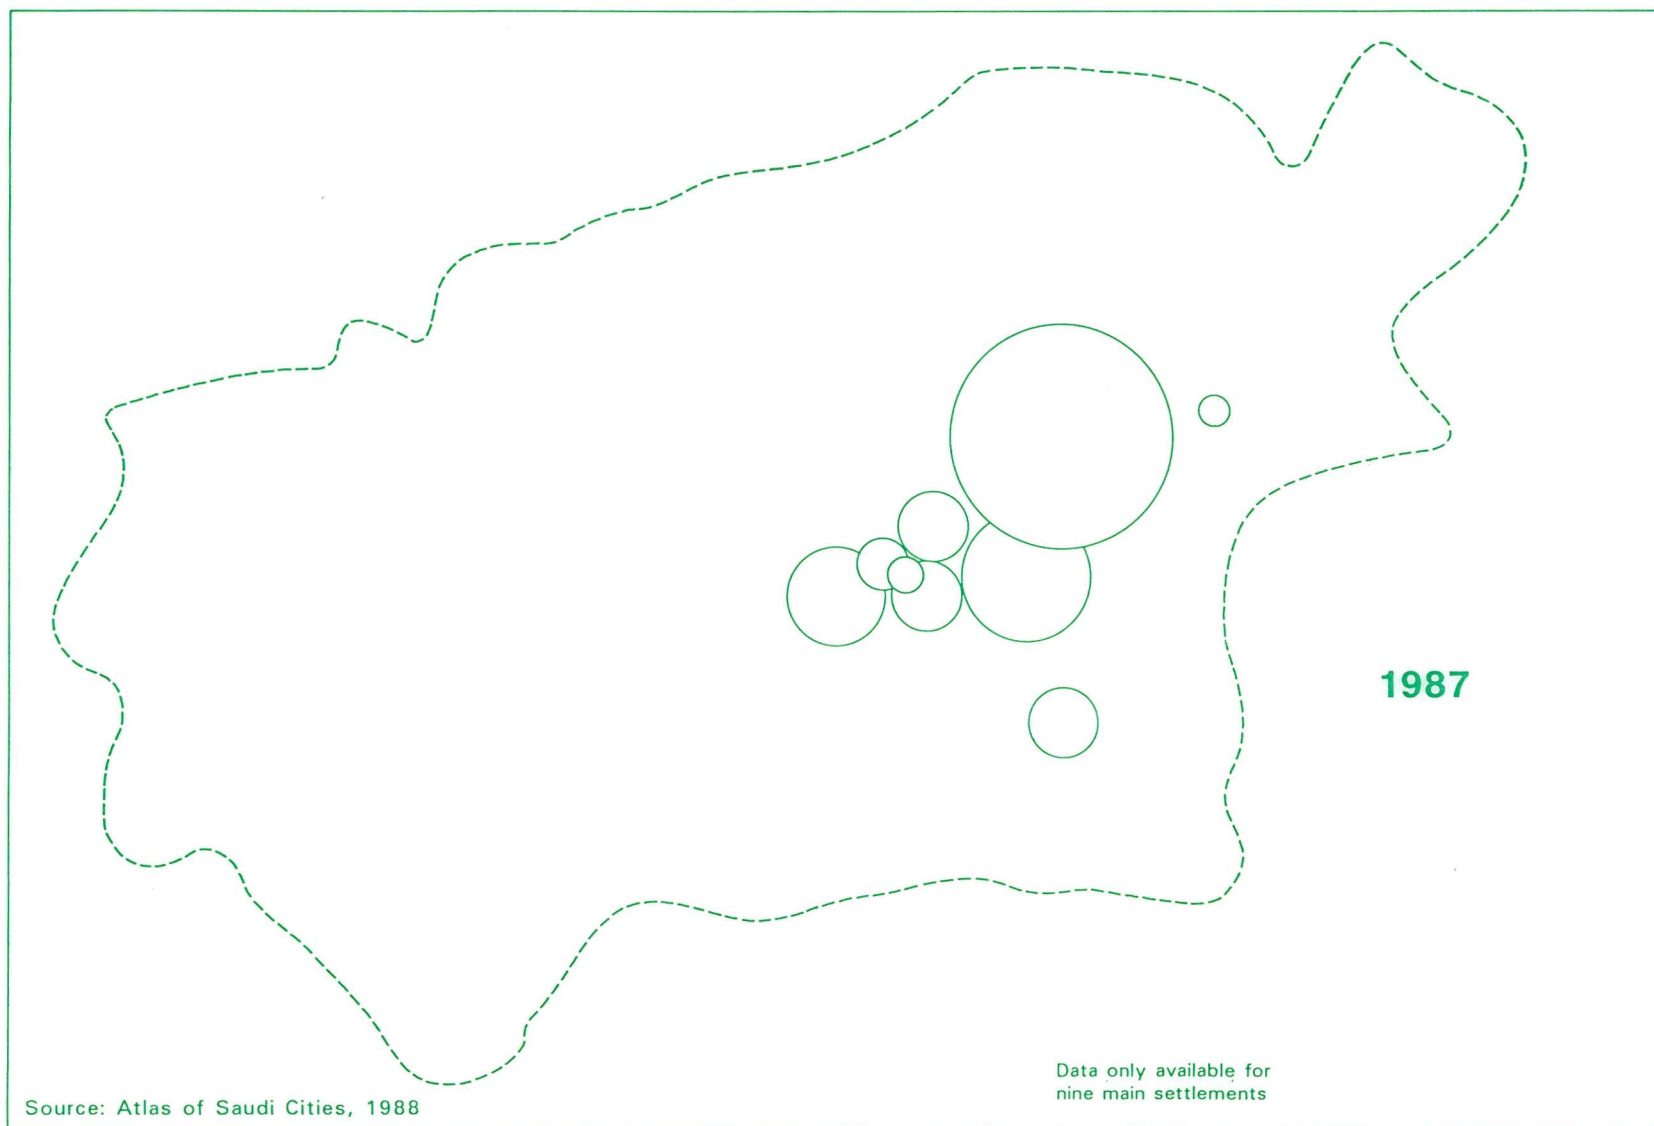 1987
Data only available for
nine main settlements
Source: Atlas of Saudi Cities, 1988